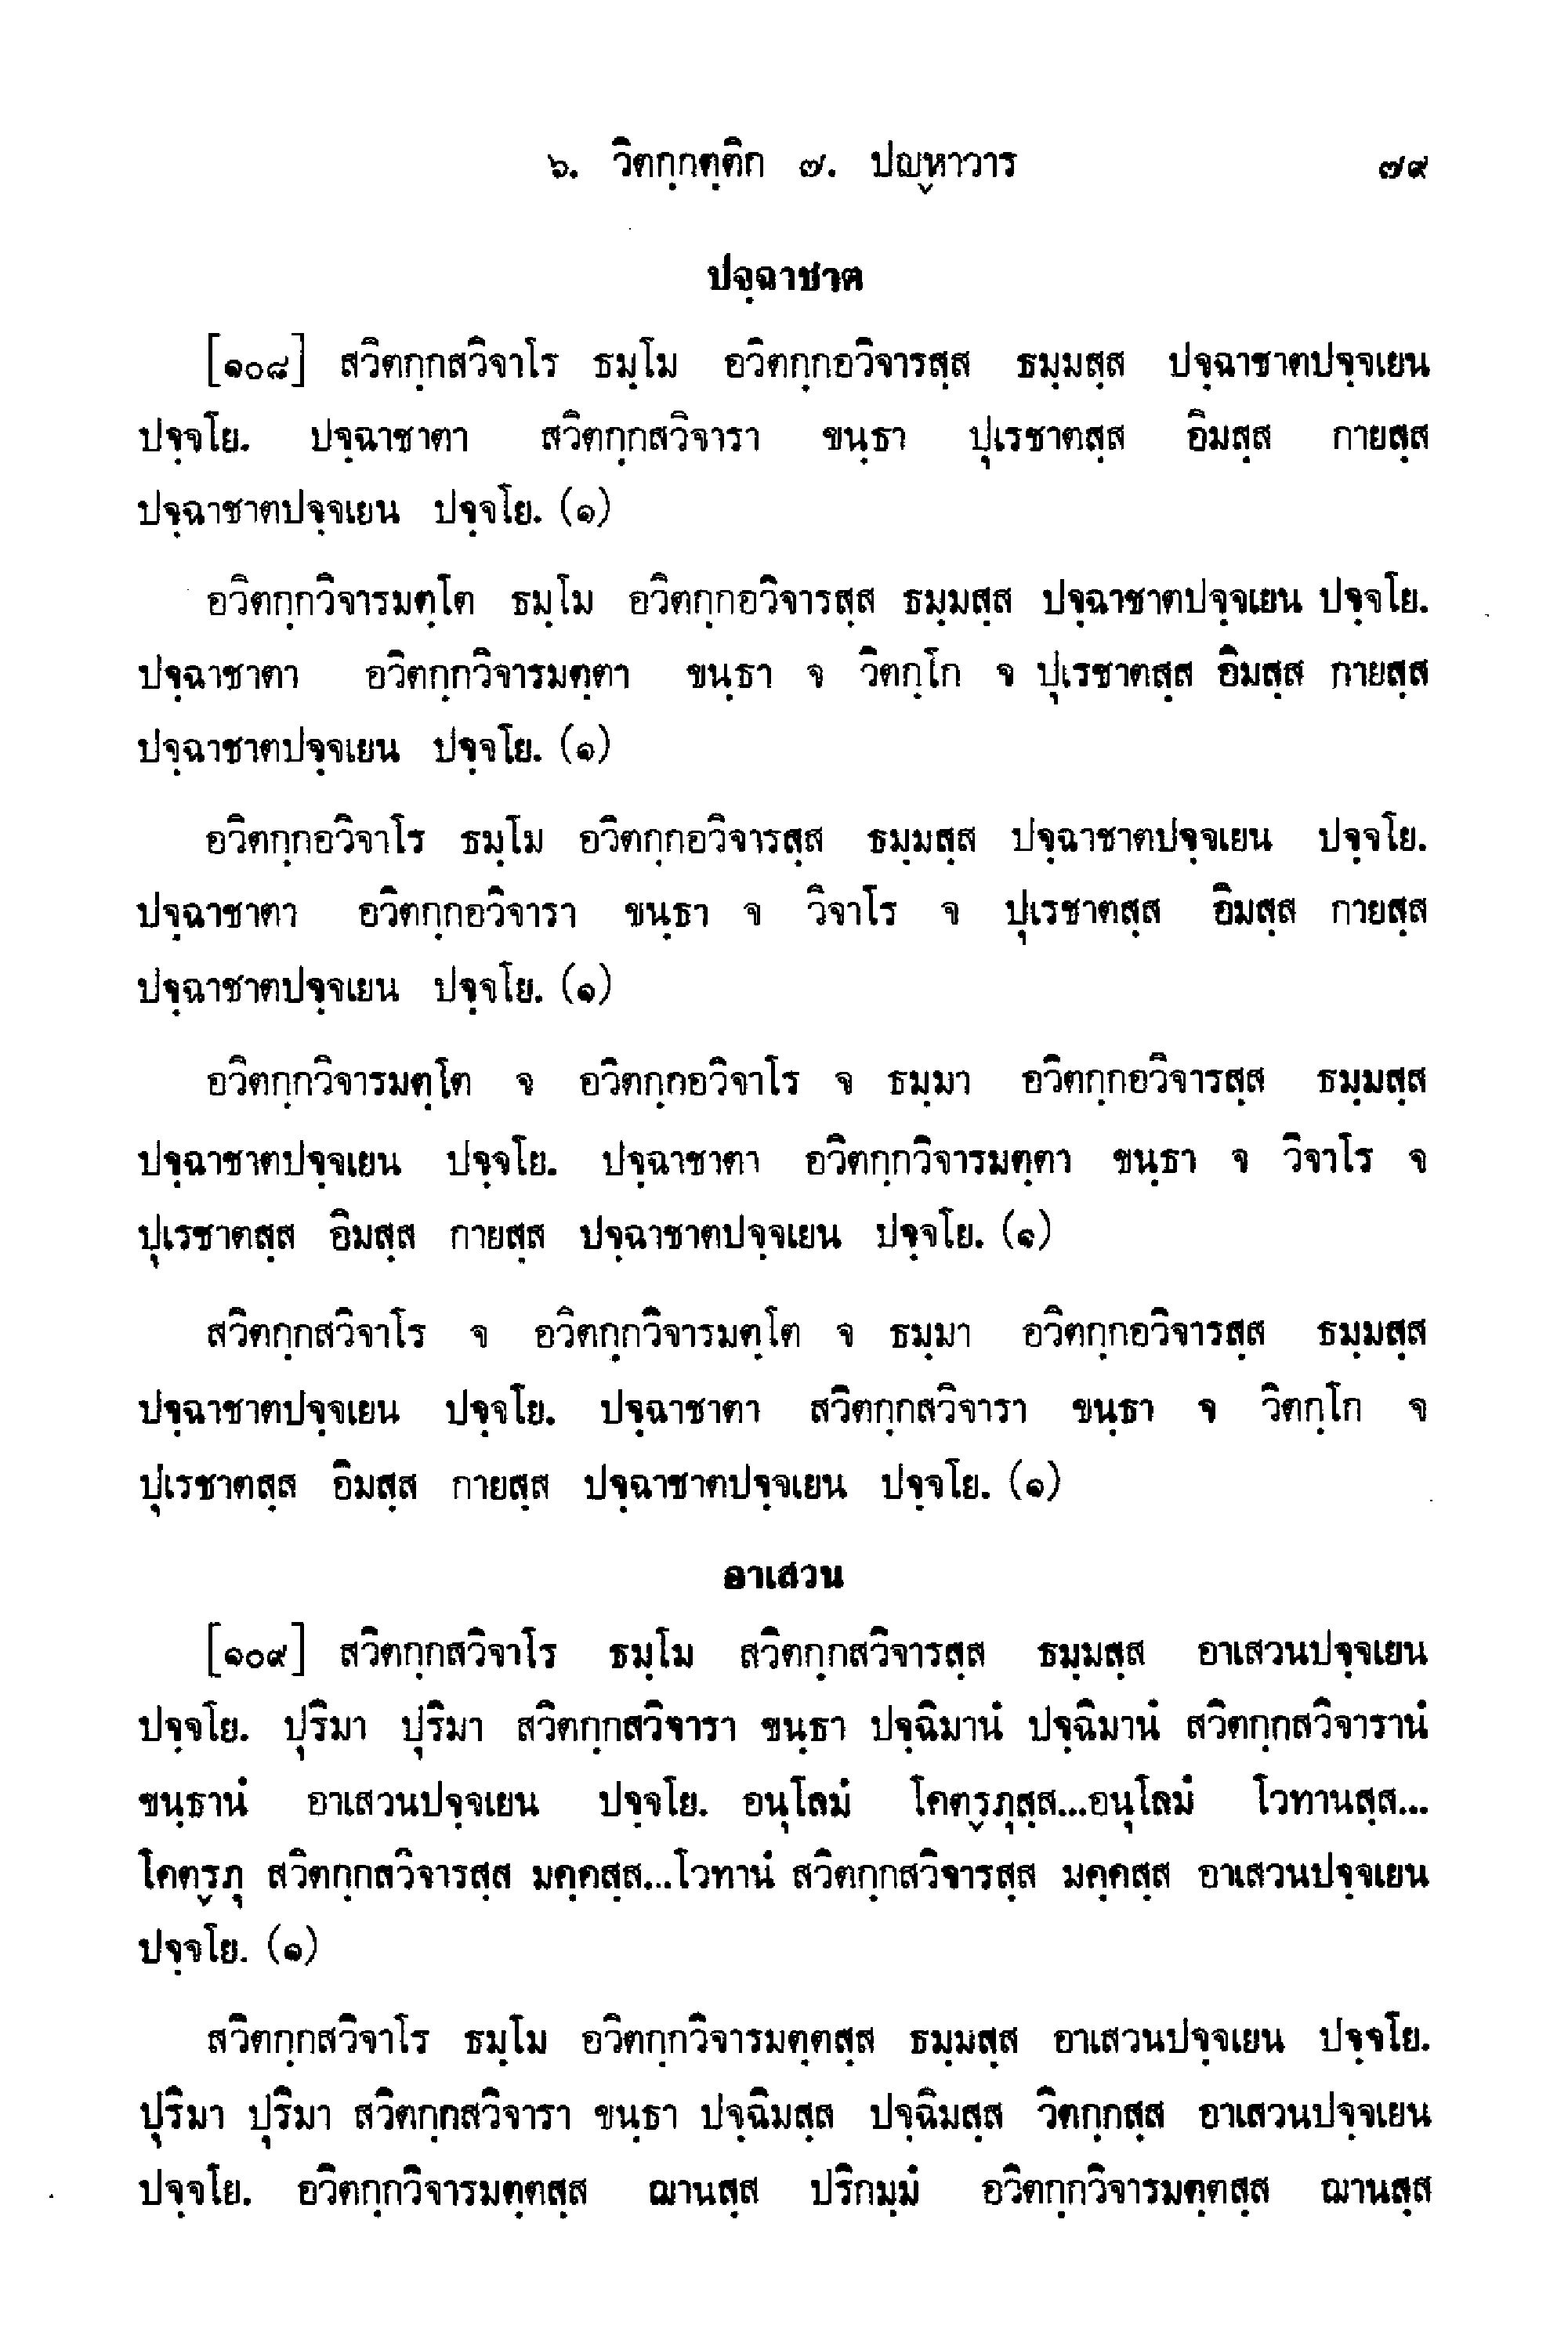 ๖. วิตกฺกตฺติก ๗. ปญฺหาวาร ๗๙
ปจฺฉาชาต
[๑๐๘] สวิตกฺกสวิจาโร ธมฺโม อวิตกฺกอวิจารสฺส ธมฺมสฺส ปจฺฉาชาตปจฺจเยน
ปจฺจโย. ปจฺฉาชาตา สวิตกฺกสวิจารา ขนฺธา ปุเรชาตสฺส อิมสฺส กายสฺส
ปจฺฉาชาตปจฺจเยน ปจฺจโย. (๑)
อวิตกฺกวิจารมตฺโต ธมฺโม อวิตกฺกอวิจารสฺส ธมฺมสฺส ปจฺฉาชาตปจฺจเยน ปจฺจโย.
ปจฺฉาชาตา อวิตกฺกวิจารมตฺตา ขนฺธา จ วิตกฺโก จ ปุเรชาตสฺส อิมสฺส กายสฺส
ปจฺฉาชาตปจฺจเยน ปจฺจโย. (๑)
อวิตกฺกอวิจาโร ธมฺโม อวิตกฺกอวิจารสฺส ธมฺมสฺส ปจฺฉาชาตปจฺจเยน ปจฺจโย.
ปจฺฉาชาตา อวิตกฺกอวิจารา ขนฺธา จ วิจาโร จ ปุเรชาตสฺส อิมสฺส กายสฺส
ปจฺฉาชาตปจฺจเยน ปจฺจโย. (๑)
อวิตกฺกวิจารมตฺโต จ อวิตกฺกอวิจาโร จ ธมฺมา อวิตกฺกอวิจารสฺส ธมฺมสฺส
ปจฺฉาชาตปจฺจเยน ปจฺจโย. ปจฺฉาชาตา อวิตกฺกวิจารมตฺตา ขนฺธา จ วิจาโร จ
ปุเรชาตสฺส อิมสฺส กายสฺส ปจฺฉาชาตปจฺจเยน ปจฺจโย. (๑)
สวิตกฺกสวิจาโร จ อวิตกฺกวิจารมตฺโต จ ธมฺมา อวิตกฺกอวิจารสฺส ธมฺมสฺส
ปจฺฉาชาตปจฺจเยน ปจฺจโย. ปจฺฉาชาตา สวิตกฺกสวิจารา ขนฺธา จ วิตกฺโก จ
ปุเรชาตสฺส อิมสฺส กายสฺส ปจฺฉาชาตปจฺจเยน ปจฺจโย. (๑)
อาเสวน
[๑๐๙] สวิตกฺกสวิจาโร ธมฺโม สวิตกฺกสวิจารสฺส ธมฺมสฺส อาเสวนปจฺจเยน
ปจฺจโย. ปุริมา ปุริมา สวิตกฺกสวิจารา ขนฺธา ปจฺฉิมานํ ปจฺฉิมานํ สวิตกฺกสวิจารานํ
ขนฺธานํ อาเสวนปจฺจเยน ปจฺจโย. อนุโลมํ โคตฺรภุสฺส...อนุโลมํ โวทานสฺส...
โคตฺรภุ สวิตกฺกสวิจารสฺส มคฺคสฺส...โวทานํ สวิตกฺกสวิจารสฺส มคฺคสฺส อาเสวนปจฺจเยน
ปจฺจโย. (๑)
สวิตกฺกสวิจาโร ธมฺโม อวิตกฺกวิจารมตฺตสฺส ธมฺมสฺส อาเสวนปจฺจเยน ปจฺจโย.
ปุริมา ปุริมา สวิตกฺกสวิจารา ขนฺธา ปจฺฉิมสฺส ปจฺฉิมสฺส วิตกฺกสฺส อาเสวนปจฺจเยน
ปจฺจโย. อวิตกฺกวิจารมตฺตสฺส ฌานสฺส ปริกมฺมํ อวิตกฺกวิจารมตฺตสฺส ฌานสฺส